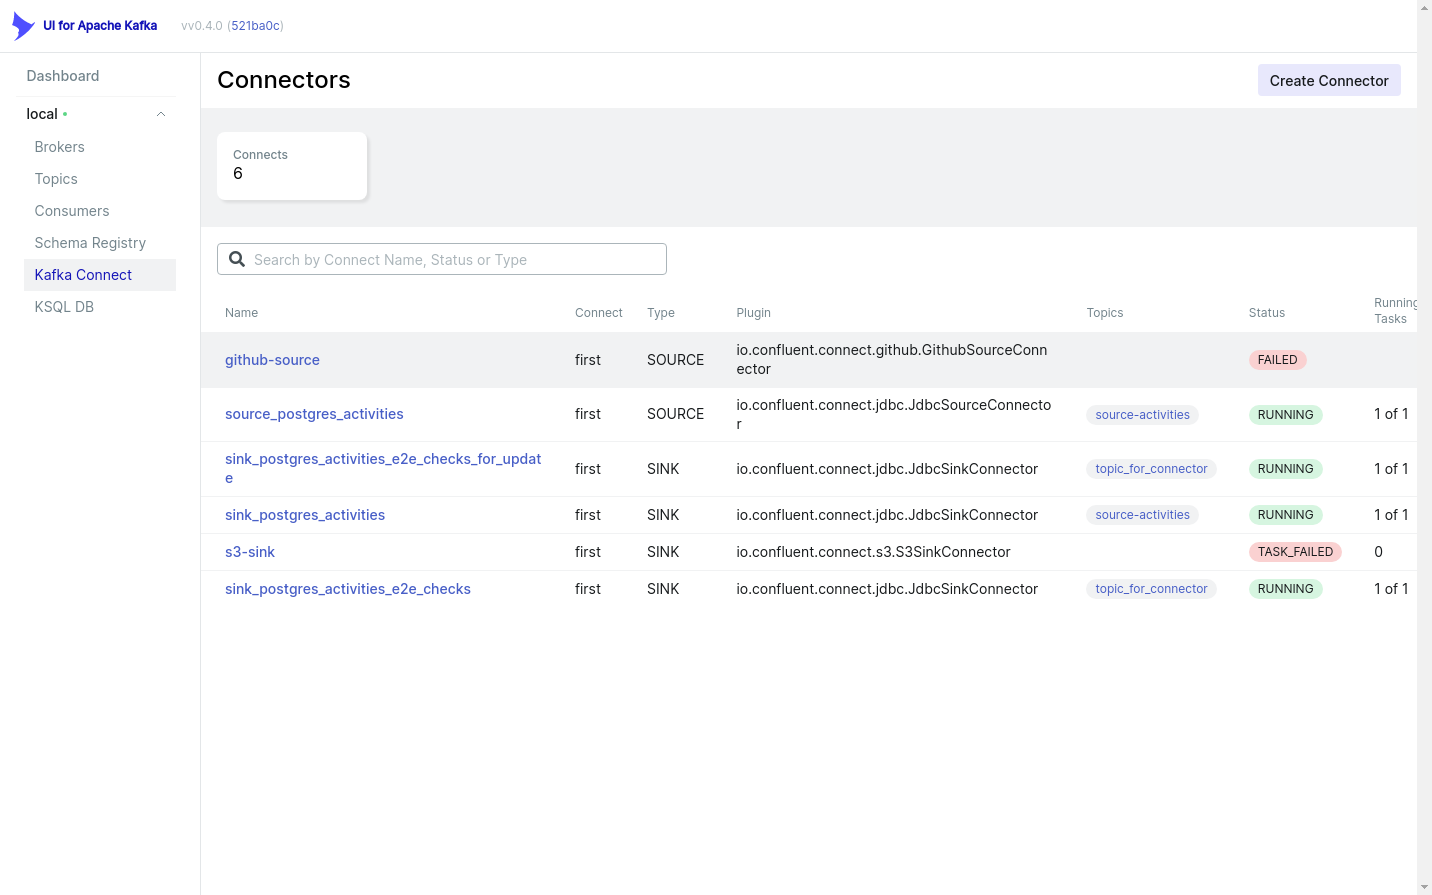 UI for Apache Kafka vv0.4.0 (521ba0c)
Dashboard
local
Brokers
Topics
Consumers
Schema Registry
Kafka Connect
KSQL DB
Connectors
Create Connector
Connects
6
Search by Connect Name, Status or Type
Name Connect Type Plugin Topics Status Running Tasks
github-source first SOURCE io.confluent.connect.github.GithubSourceConn
ector FAILED
source_postgres_activities first SOURCE io.confluent.connect.jdbc.JdbcSourceConnecto
r source-activities RUNNING 1 of 1
sink_postgres_activities_e2e_checks_for_updat
e first SINK io.confluent.connect.jdbc.JdbcSinkConnector topic_for_connector RUNNING 1 of 1
sink_postgres_activities first SINK io.confluent.connect.jdbc.JdbcSinkConnector source-activities RUNNING 1 of 1
s3-sink first SINK io.confluent.connect.s3.S3SinkConnector TASK_FAILED 0
sink_postgres_activities_e2e_checks first SINK io.confluent.connect.jdbc.JdbcSinkConnector topic_for_connector RUNNING 1 of 1